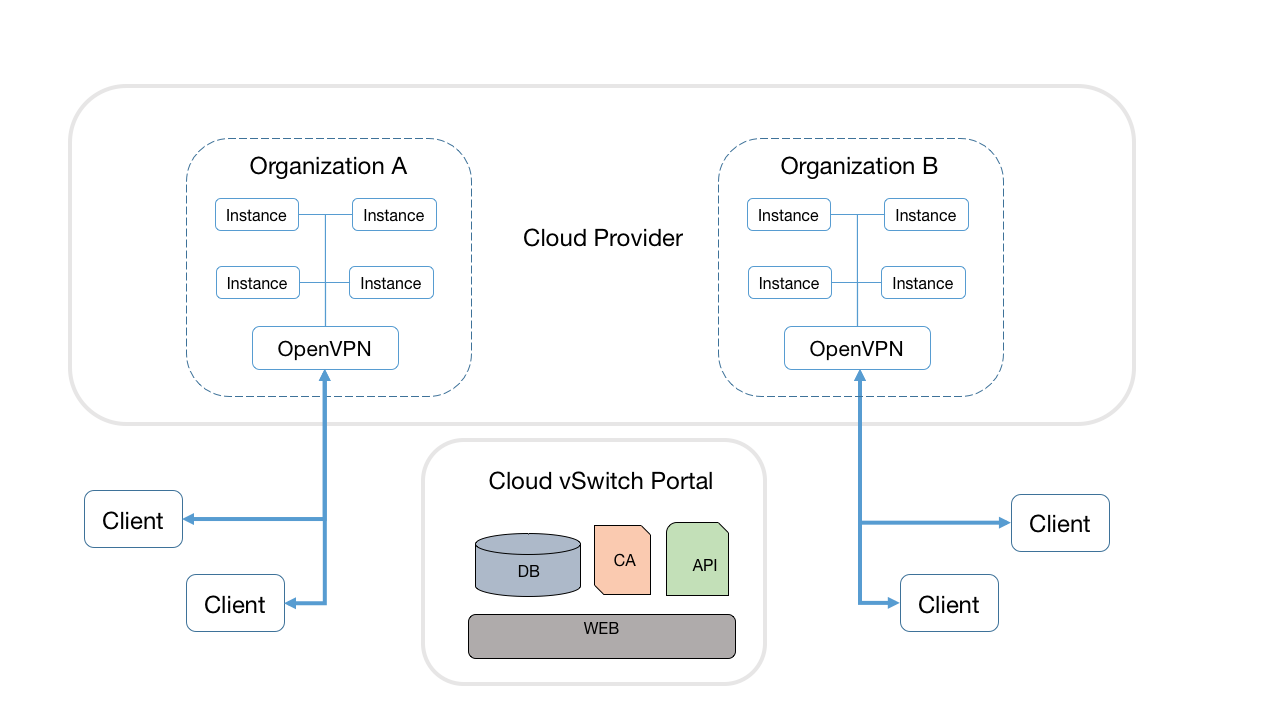 Organization A
Instance
Instance
Instance
Instance
OpenVPN
Cloud Provider
Organization B
Instance
Instance
Instance
Instance
OpenVPN
Client
Client
Cloud vSwitch Portal
DB
CA
API
WEB
Client
Client